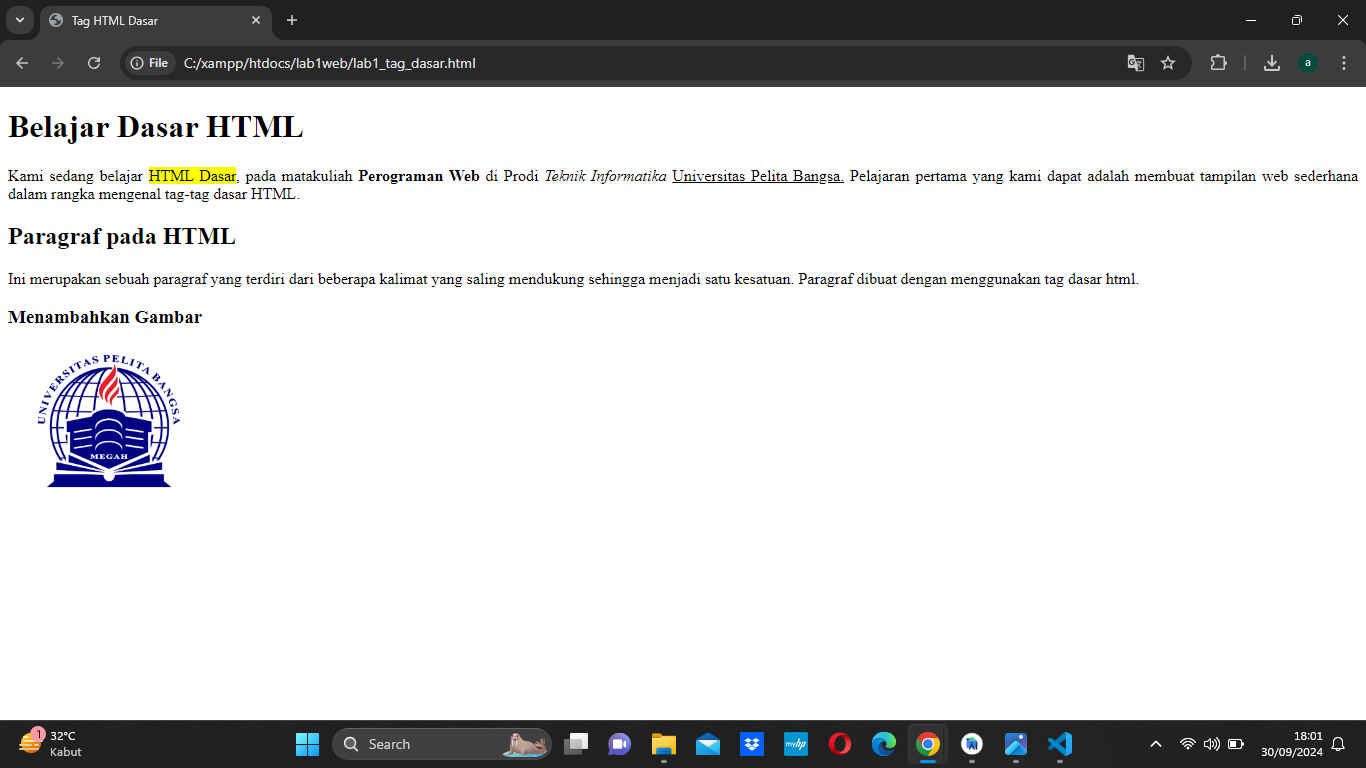 Tag HTML Dasar
File
C:/xampp/htdocs/lab1web/lab1_tag_dasar.html
a
Belajar Dasar HTML
Kami sedang belajar HTML Dasar, pada matakuliah Perograman Web di Prodi Teknik Informatika Universitas Pelita Bangsa. Pelajaran pertama yang kami dapat adalah membuat tampilan web sederhana
dalam rangka mengenal tag-tag dasar HTML.
Paragraf pada HTML
Ini merupakan sebuah paragraf yang terdiri dari beberapa kalimat yang saling mendukung sehingga menjadi satu kesatuan. Paragraf dibuat dengan menggunakan tag dasar html.
Menambahkan Gambar
UNIVERSITAS PELITA BANGSA
MEGAH
1
32°C
Kabut
Search
myhp
18:01
30/09/2024